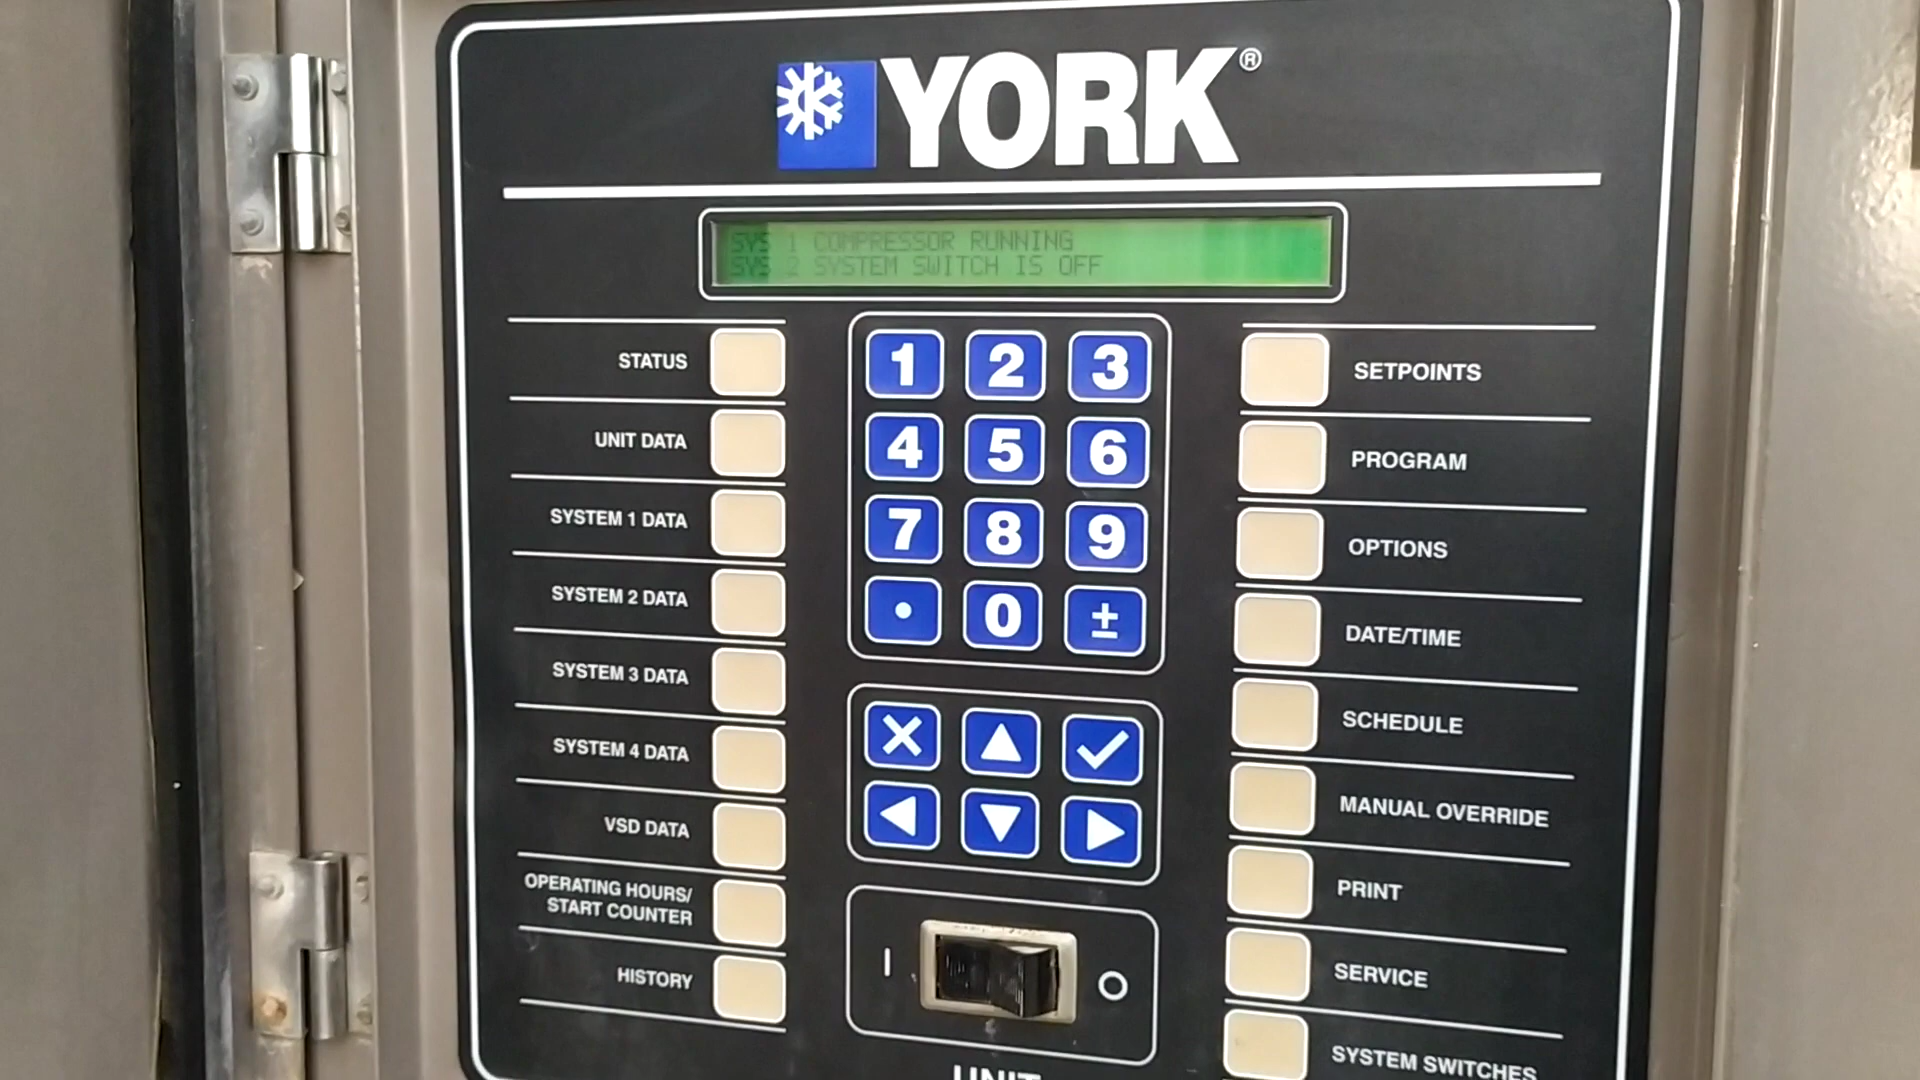 YORK®
SYS 1 COMPRESSOR RUNNING
SYS 2 SYSTEM SWITCH IS OFF
STATUS
UNIT DATA
SYSTEM 1 DATA
SYSTEM 2 DATA
SYSTEM 3 DATA
SYSTEM 4 DATA
VSD DATA
OPERATING HOURS/
START COUNTER
HISTORY
1 2 3
4 5 6
7 8 9
• 0 ±
I O
UNIT
SETPOINTS
PROGRAM
OPTIONS
DATE/TIME
SCHEDULE
MANUAL OVERRIDE
PRINT
SERVICE
SYSTEM SWITCHES